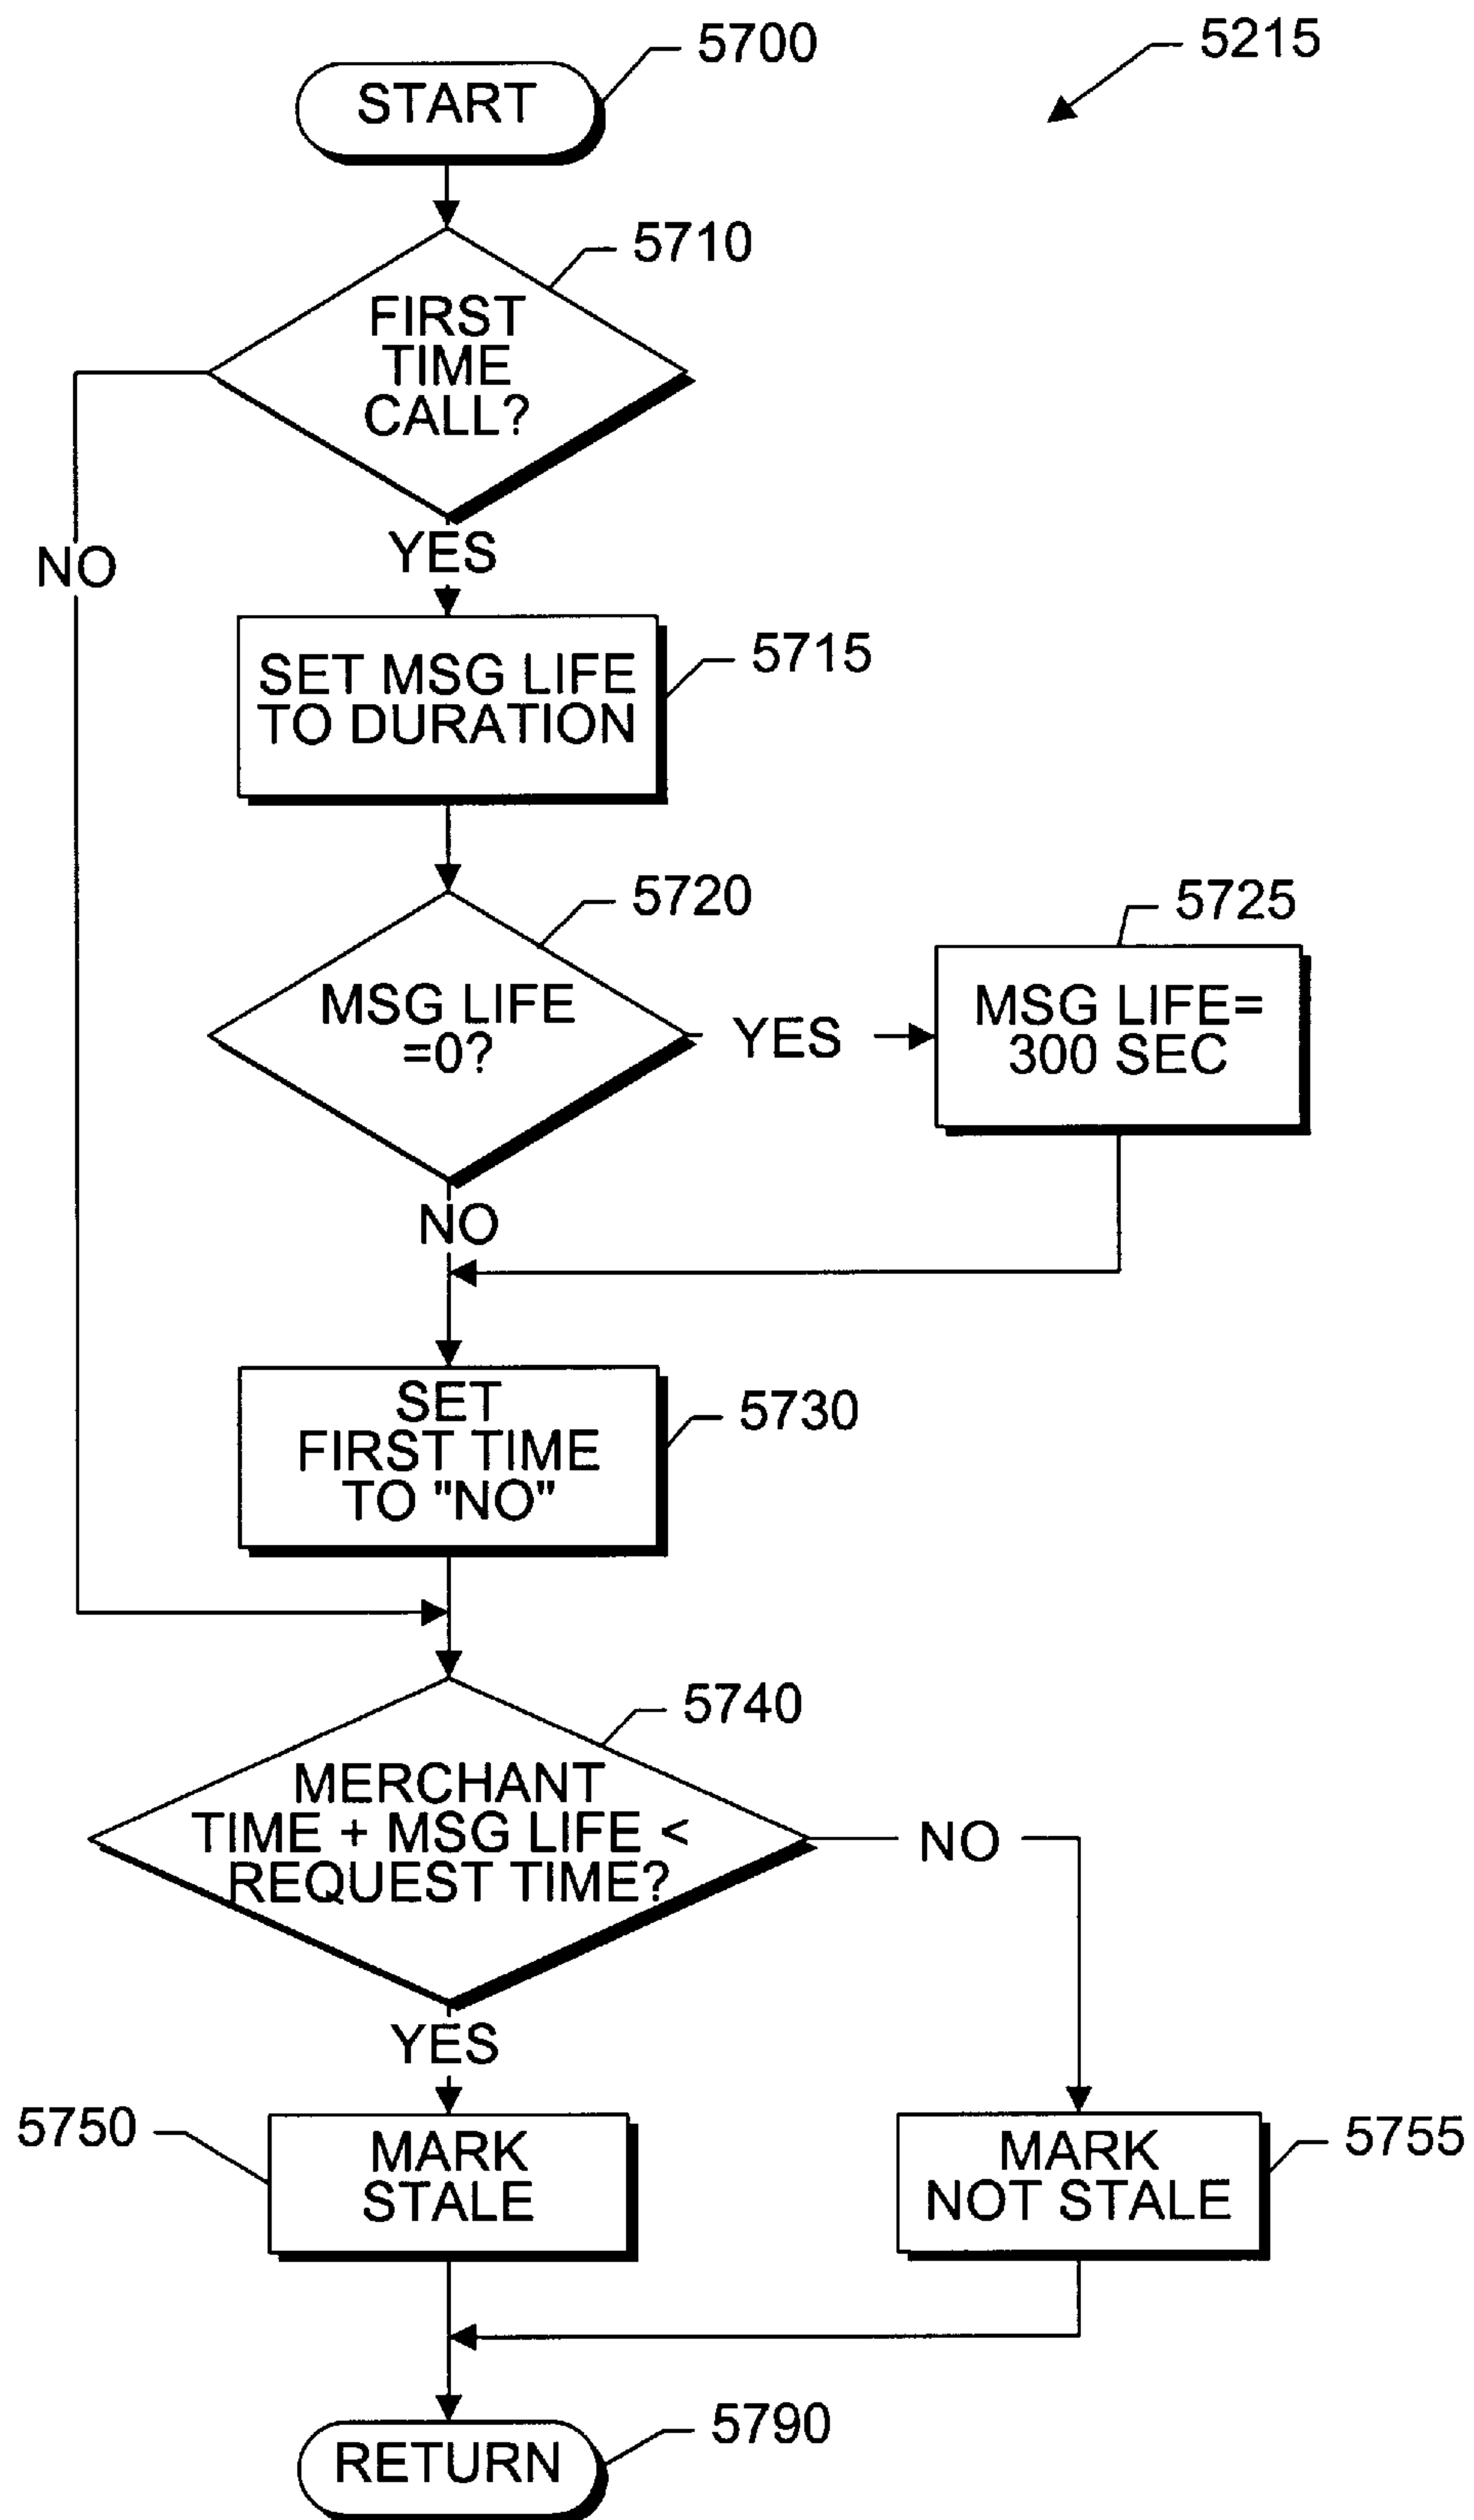 5700
5215
START
5710
FIRST
TIME
CALL?
NO
YES
5715
SET MSG LIFE
TO DURATION
5720
5725
MSG LIFE
=0?
YES
MSG LIFE=
300 SEC
NO
5730
SET
FIRST TIME
TO "NO"
5740
MERCHANT
TIME + MSG LIFE <
REQUEST TIME?
NO
YES
5750
MARK
STALE
5755
MARK
NOT STALE
5790
RETURN